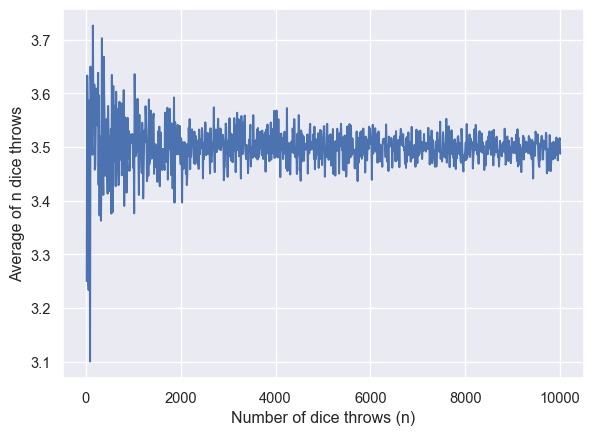 3.7
3.6
3.5
3.4
3.3
3.2
3.1
Average of n dice throws
0 2000 4000 6000 8000 10000
Number of dice throws (n)